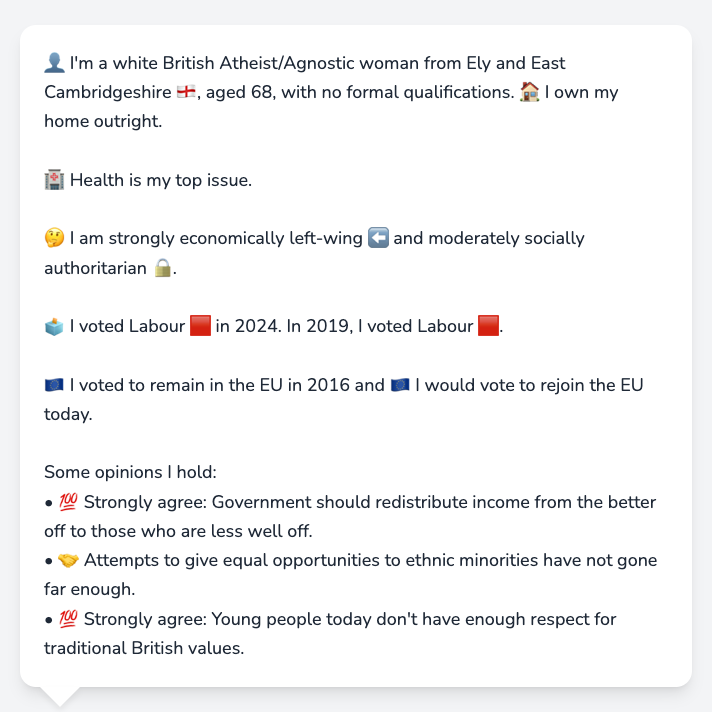 👤 I'm a white British Atheist/Agnostic woman from Ely and East
Cambridgeshire 🏴󠁧󠁢󠁥󠁮󠁧󠁿, aged 68, with no formal qualifications. 🏠 I own my
home outright.
🏥 Health is my top issue.
🤔 I am strongly economically left-wing ⬅️ and moderately socially
authoritarian 🔒.
🗳️ I voted Labour 🟥 in 2024. In 2019, I voted Labour 🟥.
🇪🇺 I voted to remain in the EU in 2016 and 🇪🇺 I would vote to rejoin the EU
today.
Some opinions I hold:
• 💯 Strongly agree: Government should redistribute income from the better
off to those who are less well off.
• 🤝 Attempts to give equal opportunities to ethnic minorities have not gone
far enough.
• 💯 Strongly agree: Young people today don't have enough respect for
traditional British values.